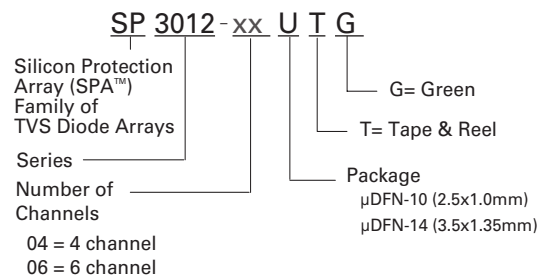 SP 3012-xx U T G
Silicon Protection
Array (SPA™)
Family of
TVS Diode Arrays
Series
Number of
Channels
04 = 4 channel
06 = 6 channel
G= Green
T= Tape & Reel
Package
µDFN-10 (2.5x1.0mm)
µDFN-14 (3.5x1.35mm)